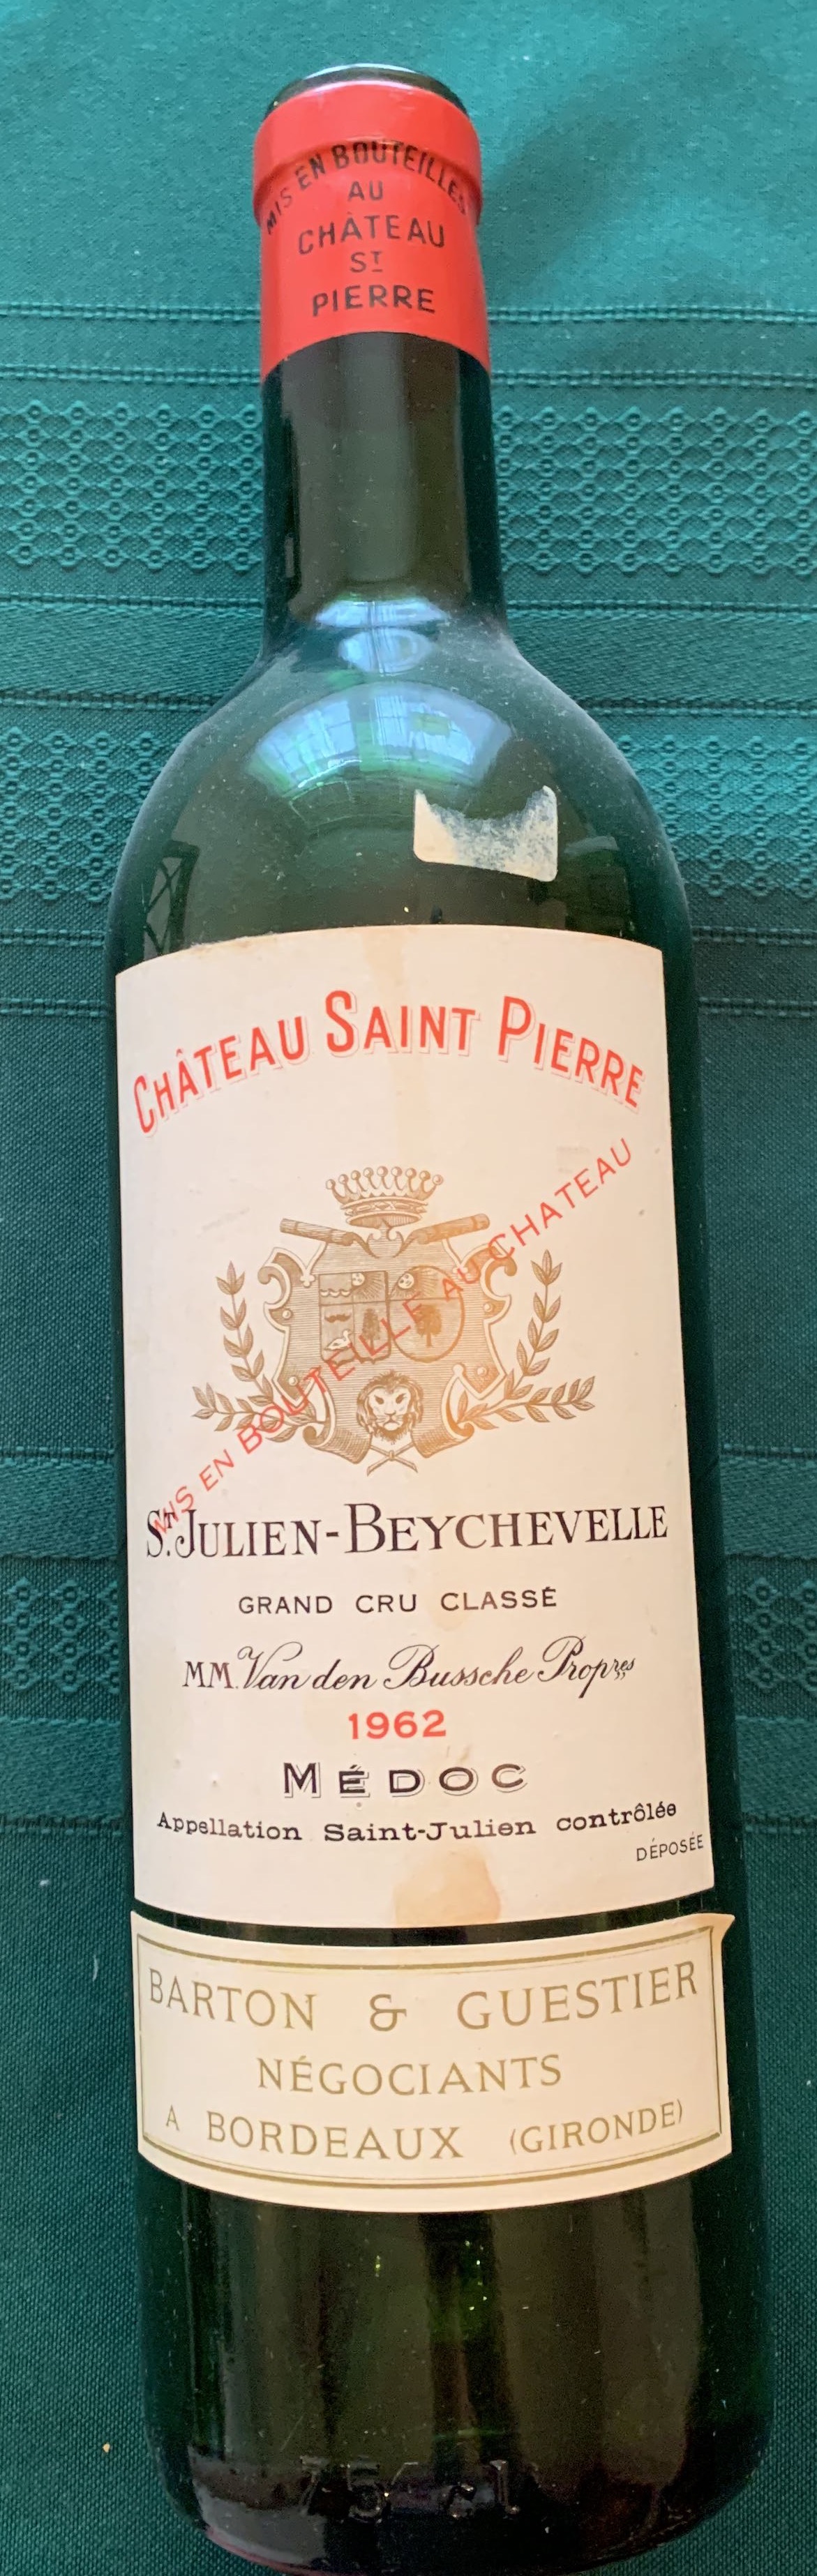 MIS EN BOUTEILLES
AU
CHÂTEAU
ST
PIERRE
CHÂTEAU SAINT PIERRE
MIS EN BOUTEILLE AU CHATEAU
ST. JULIEN-BEYCHEVELLE
GRAND CRU CLASSÉ
MM. Van den Bussche Propres
1962
MÉDOC
Appellation Saint-Julien contrôlée
DÉPOSÉE
BARTON & GUESTIER
NÉGOCIANTS
A BORDEAUX (GIRONDE)
75 cl